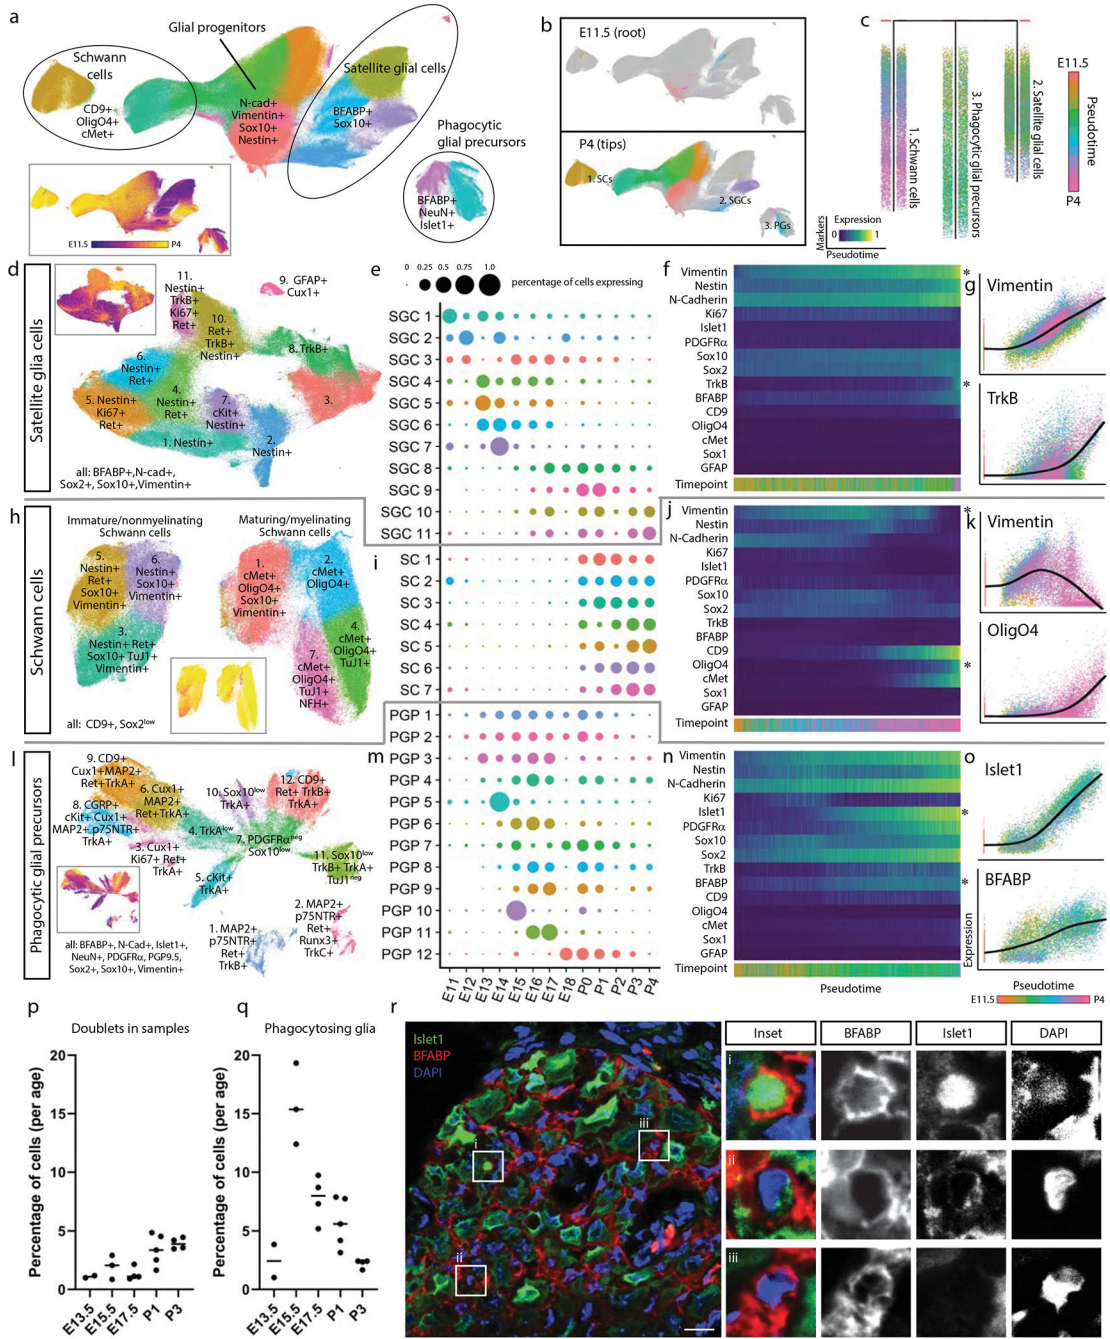 a
Glial progenitors
Schwann
cells
CD9+
OligO4+
cMet+
N-cad+
Vimentin+
Sox10+
Nestin+
Satellite glial cells
BFABP+
Sox10+
Phagocytic
glial precursors
BFABP+
NeuN+
Islet1+
E11.5
P4
b
E11.5 (root)
P4 (tips)
1. SCs
2. SGCs
3. PGs
c
1. Schwann cells
3. Phagocytic glial precursors
2. Satellite glial cells
E11.5
Pseudotime
P4
Markers
Expression
0
1
Pseudotime
d
Satellite glia cells
11.
Nestin+
TrkB+
Ki67+
Ret+
9. GFAP+
Cux1+
10.
Ret+
TrkB+
Nestin+
8. TrkB+
6.
Nestin+
Ret+
5. Nestin+
Ki67+
Ret+
4.
Nestin+
Ret+
7.
cKit+
Nestin+
3.
1. Nestin+
2.
Nestin+
all: BFABP+,N-cad+,
Sox2+, Sox10+,Vimentin+
e
0
0.25
0.5
0.75
1.0
percentage of cells expressing
SGC 1
SGC 2
SGC 3
SGC 4
SGC 5
SGC 6
SGC 7
SGC 8
SGC 9
SGC 10
SGC 11
f
Vimentin
*
Nestin
N-Cadherin
Ki67
Islet1
PDGFRα
Sox10
Sox2
TrkB
*
BFABP
CD9
OligO4
cMet
Sox1
GFAP
Timepoint
g
Vimentin
TrkB
h
Schwann cells
Immature/nonmyelinating
Schwann cells
Maturing/myelinating
Schwann cells
5.
Nestin+
Ret+
Sox10+
Vimentin+
6.
Nestin+
Sox10+
Vimentin+
3.
Nestin+ Ret+
Sox10+ TuJ1+
Vimentin+
1.
cMet+
OligO4+
Sox10+
Vimentin+
2.
cMet+
OligO4+
4.
cMet+
OligO4+
TuJ1+
7.
cMet+
OligO4+
TuJ1+
NFH+
all: CD9+, Sox2low
i
SC 1
SC 2
SC 3
SC 4
SC 5
SC 6
SC 7
j
Vimentin
*
Nestin
N-Cadherin
Ki67
Islet1
PDGFRα
Sox10
Sox2
TrkB
BFABP
CD9
OligO4
*
cMet
Sox1
GFAP
Timepoint
k
Vimentin
OligO4
l
Phagocytic glial precursors
9. CD9+
Cux1+MAP2+
Ret+TrkA+
6. Cux1+
MAP2+
Ret+TrkA+
8. CGRP+
cKit+ Cux1+
MAP2+ p75NTR+
TrkA+
3. Cux1+
Ki67+ Ret+
TrkA+
4. TrkAlow
5. cKit+
TrkA+
10. Sox10low
TrkA+
12. CD9+
Ret+ TrkB+
TrkA+
7. PDGFRαneg
Sox10low
11. Sox10low
TrkB+ TrkA+
TuJ1neg
2. MAP2+
p75NTR+
Ret+
Runx3+
TrkC+
1. MAP2+
p75NTR+
Ret+
TrkB+
all: BFABP+, N-Cad+, Islet1+,
NeuN+, PDGFRα, PGP9.5,
Sox2+, Sox10+, Vimentin+
m
PGP 1
PGP 2
PGP 3
PGP 4
PGP 5
PGP 6
PGP 7
PGP 8
PGP 9
PGP 10
PGP 11
PGP 12
E11
E12
E13
E14
E15
E16
E17
E18
P0
P1
P2
P3
P4
n
Vimentin
Nestin
N-Cadherin
Ki67
Islet1
*
PDGFRα
Sox10
Sox2
TrkB
BFABP
*
CD9
OligO4
cMet
Sox1
GFAP
Timepoint
Pseudotime
o
Islet1
BFABP
Expression
Pseudotime
E11.5
P4
p
Doublets in samples
Percentage of cells (per age)
20
15
10
5
0
E13.5
E15.5
E17.5
P1
P3
q
Phagocytosing glia
Percentage of cells (per age)
20
15
10
5
0
E13.5
E15.5
E17.5
P1
P3
r
Islet1
BFABP
DAPI
i
ii
iii
Inset
BFABP
Islet1
DAPI
i
ii
iii